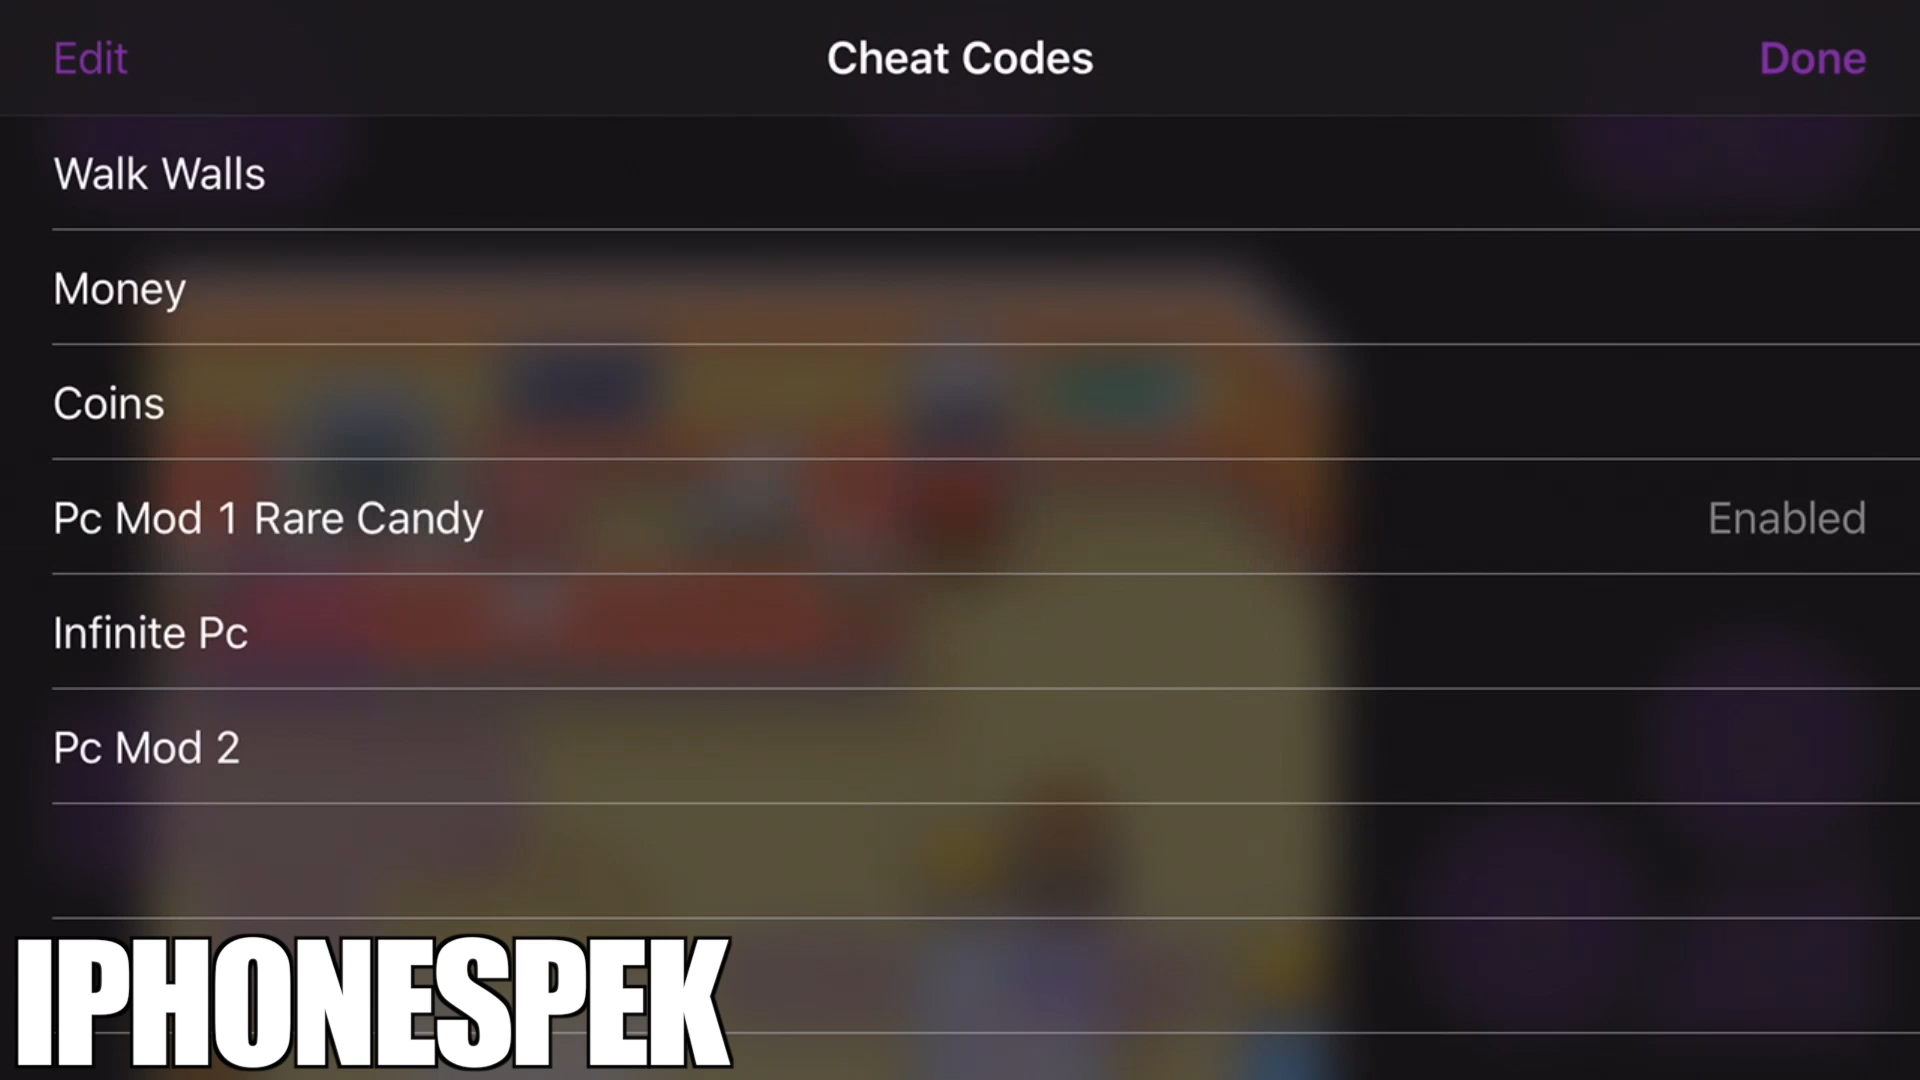 Edit
Cheat Codes
Done
Walk Walls
Money
Coins
Pc Mod 1 Rare Candy
Enabled
Infinite Pc
Pc Mod 2
IPHONESPEK